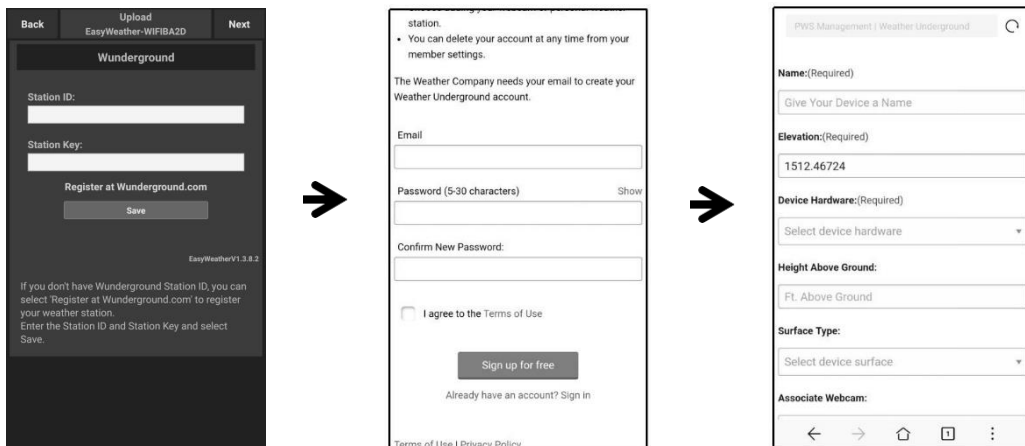 Back
Upload
EasyWeather-WIFIBA2D
Next
Wunderground
Station ID:
Station Key:
Register at Wunderground.com
Save
EasyWeatherV1.3.8.2
If you don't have Wunderground Station ID, you can
select 'Register at Wunderground.com' to register
your weather station.
Enter the Station ID and Station Key and select
Save.
station.
• You can delete your account at any time from your
member settings.
The Weather Company needs your email to create your
Weather Underground account.
Email
Password (5-30 characters)
Show
Confirm New Password:
I agree to the Terms of Use
Sign up for free
Already have an account? Sign in
Terms of Use | Privacy Policy
PWS Management | Weather Underground
Name:(Required)
Give Your Device a Name
Elevation:(Required)
1512.46724
Device Hardware:(Required)
Select device hardware
Height Above Ground:
Ft. Above Ground
Surface Type:
Select device surface
Associate Webcam:
1